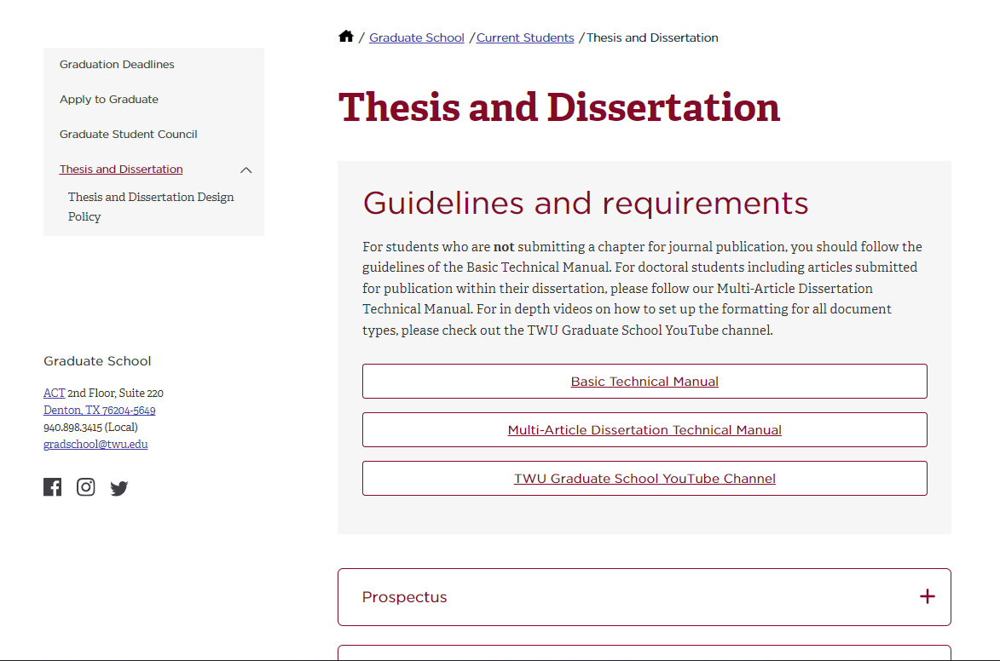 / Graduate School / Current Students / Thesis and Dissertation
Graduation Deadlines
Apply to Graduate
Graduate Student Council
Thesis and Dissertation
Thesis and Dissertation Design
Policy
Graduate School
ACT 2nd Floor, Suite 220
Denton, TX 76204-5649
940.898.3415 (Local)
gradschool@twu.edu
Thesis and Dissertation
Guidelines and requirements
For students who are not submitting a chapter for journal publication, you should follow the
guidelines of the Basic Technical Manual. For doctoral students including articles submitted
for publication within their dissertation, please follow our Multi-Article Dissertation
Technical Manual. For in depth videos on how to set up the formatting for all document
types, please check out the TWU Graduate School YouTube channel.
Basic Technical Manual
Multi-Article Dissertation Technical Manual
TWU Graduate School YouTube Channel
Prospectus +